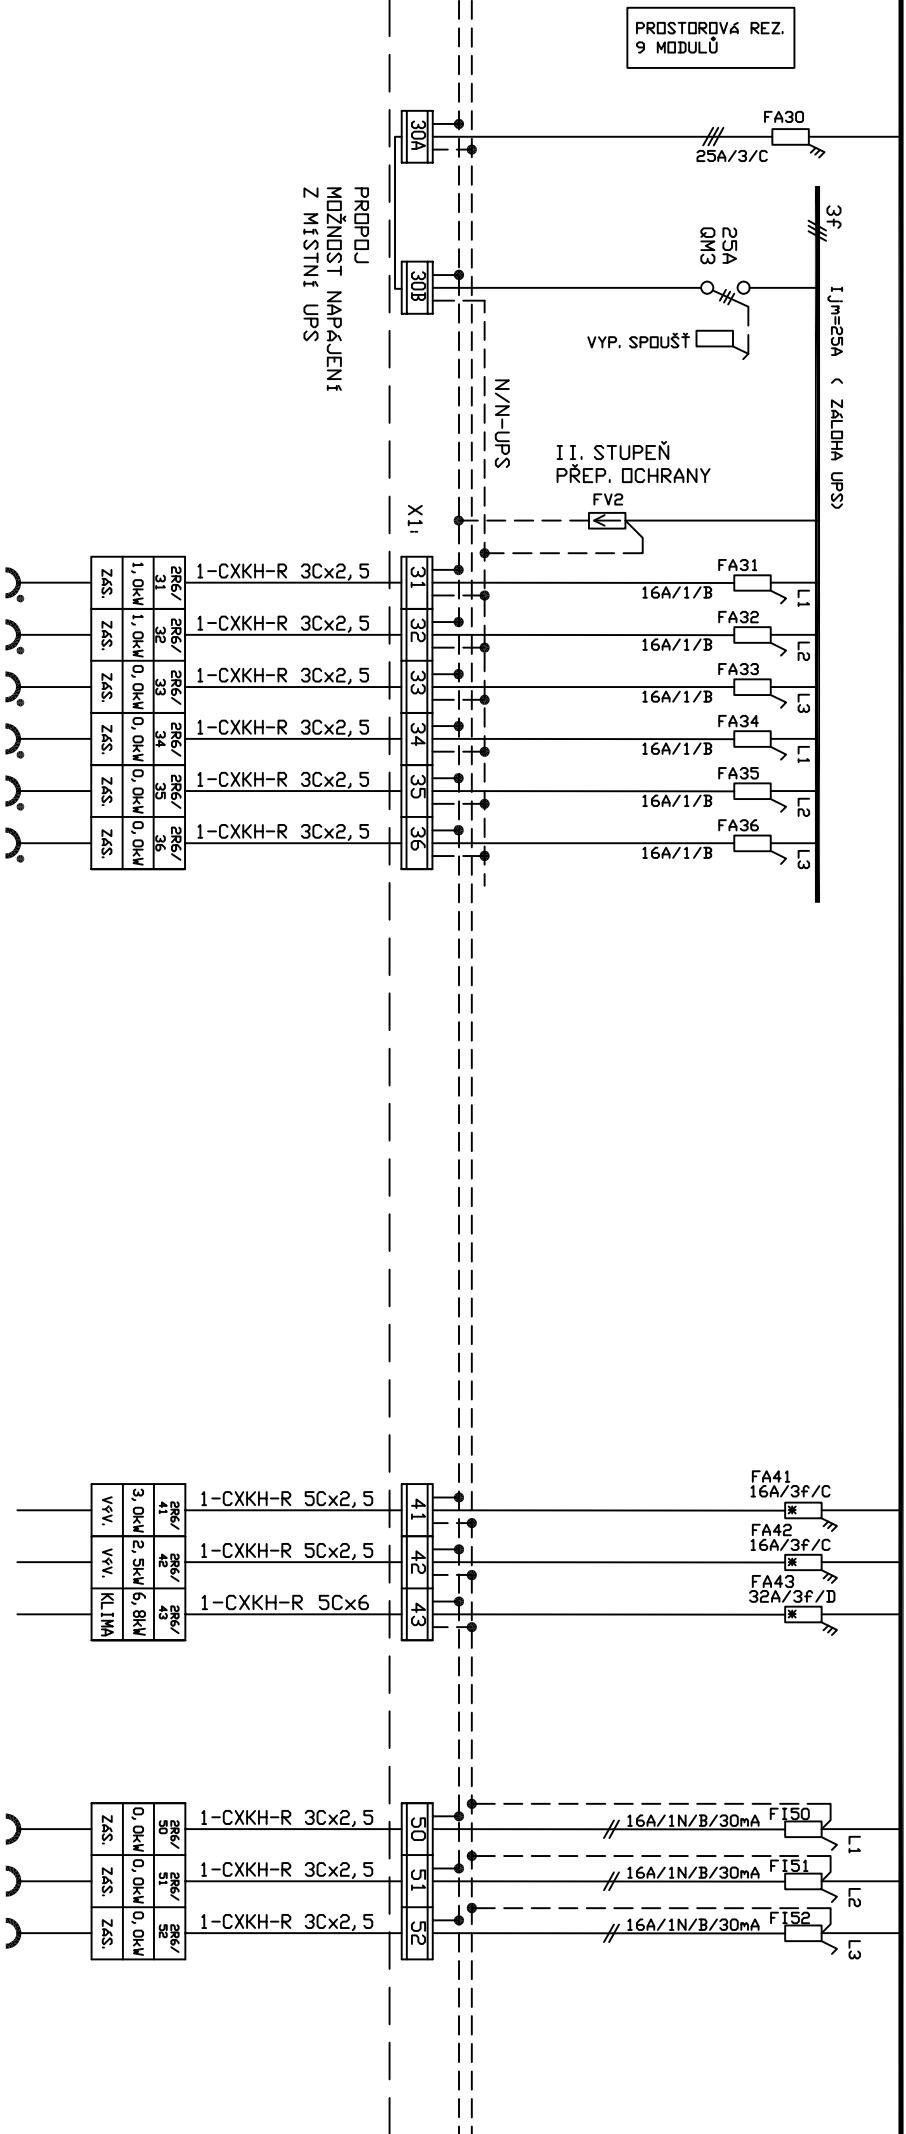 PROSTOROVÁ REZ.
9 MODULŮ
FA30
25A/3/C
30A
3f
I jm=25A ( ZÁLOHA UPS)
25A
QM3
30B
VYP. SPOUŠŤ
PROPOJ
MOŽNOST NAPÁJENÍ
Z MÍSTNÍ UPS
N/N-UPS
II. STUPEŇ
PŘEP. OCHRANY
FV2
X1:
2R6/
31
1,0kW
ZÁS.
1-CXKH-R 3Cx2,5
31
16A/1/B
FA31
L1
2R6/
32
1,0kW
ZÁS.
1-CXKH-R 3Cx2,5
32
16A/1/B
FA32
L2
2R6/
33
0,0kW
ZÁS.
1-CXKH-R 3Cx2,5
33
16A/1/B
FA33
L3
2R6/
34
0,0kW
ZÁS.
1-CXKH-R 3Cx2,5
34
16A/1/B
FA34
L1
2R6/
35
0,0kW
ZÁS.
1-CXKH-R 3Cx2,5
35
16A/1/B
FA35
L2
2R6/
36
0,0kW
ZÁS.
1-CXKH-R 3Cx2,5
36
16A/1/B
FA36
L3
2R6/
41
3,0kW
VÝV.
1-CXKH-R 5Cx2,5
41
FA41
16A/3f/C
2R6/
42
2,5kW
VÝV.
1-CXKH-R 5Cx2,5
42
FA42
16A/3f/C
2R6/
43
6,8kW
KLIMA
1-CXKH-R 5Cx6
43
FA43
32A/3f/D
2R6/
50
0,0kW
ZÁS.
1-CXKH-R 3Cx2,5
50
16A/1N/B/30mA
FI50
L1
2R6/
51
0,0kW
ZÁS.
1-CXKH-R 3Cx2,5
51
16A/1N/B/30mA
FI51
L2
2R6/
52
0,0kW
ZÁS.
1-CXKH-R 3Cx2,5
52
16A/1N/B/30mA
FI52
L3